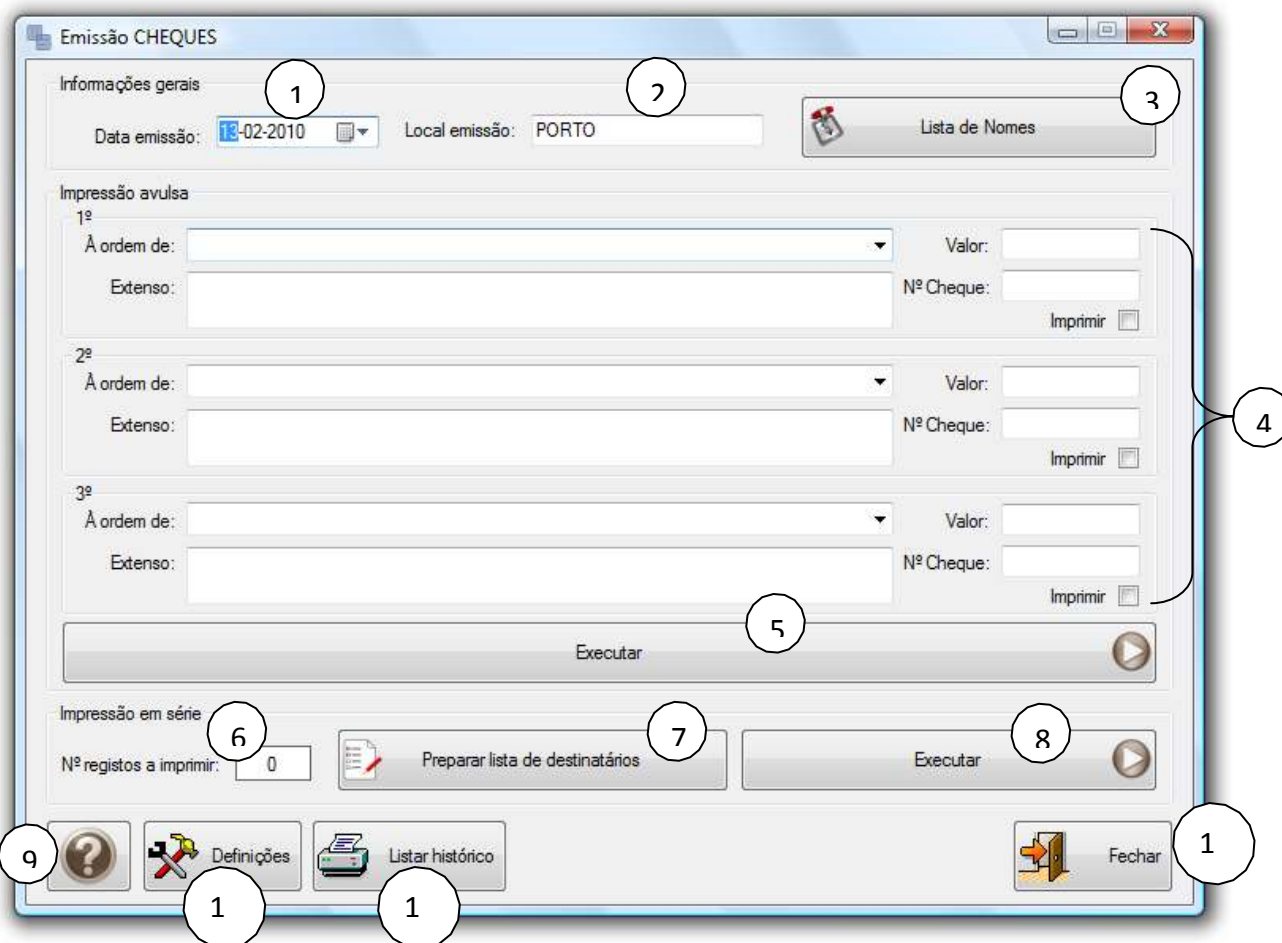 Emissão CHEQUES
Informações gerais
1
2
3
Data emissão: 13-02-2010
Local emissão: PORTO
Lista de Nomes
Impressão avulsa
1º
À ordem de:
Valor:
Extenso:
Nº Cheque:
Imprimir
2º
À ordem de:
Valor:
4
Extenso:
Nº Cheque:
Imprimir
3º
À ordem de:
Valor:
Extenso:
Nº Cheque:
Imprimir
5
Executar
Impressão em série
6
7
8
Nº registos a imprimir: 0
Preparar lista de destinatários
Executar
9
Definições
Listar histórico
Fechar
1
1
1